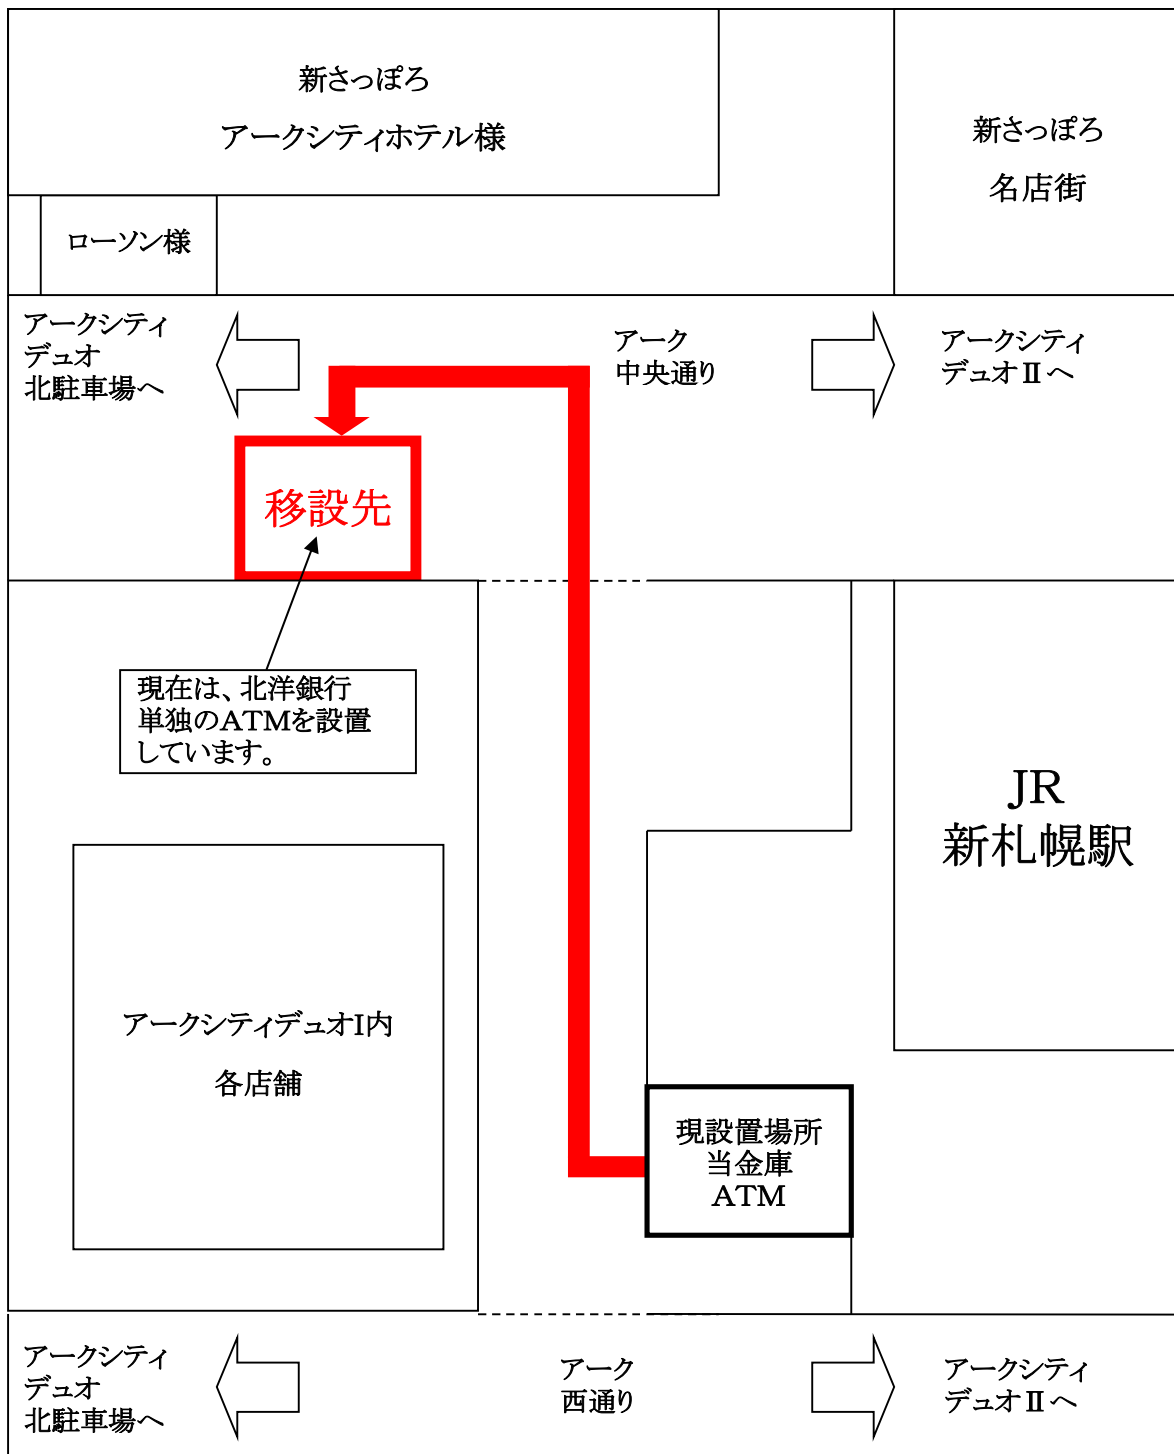 新さっぽろ
アークシティホテル様
新さっぽろ
名店街
ローソン様
アークシティ
デュオ
北駐車場へ
アーク
中央通り
アークシティ
デュオⅡへ
移設先
現在は、北洋銀行
単独のATMを設置
しています。
JR
新札幌駅
アークシティデュオI内
各店舗
現設置場所
当金庫
ATM
アークシティ
デュオ
北駐車場へ
アーク
西通り
アークシティ
デュオⅡへ